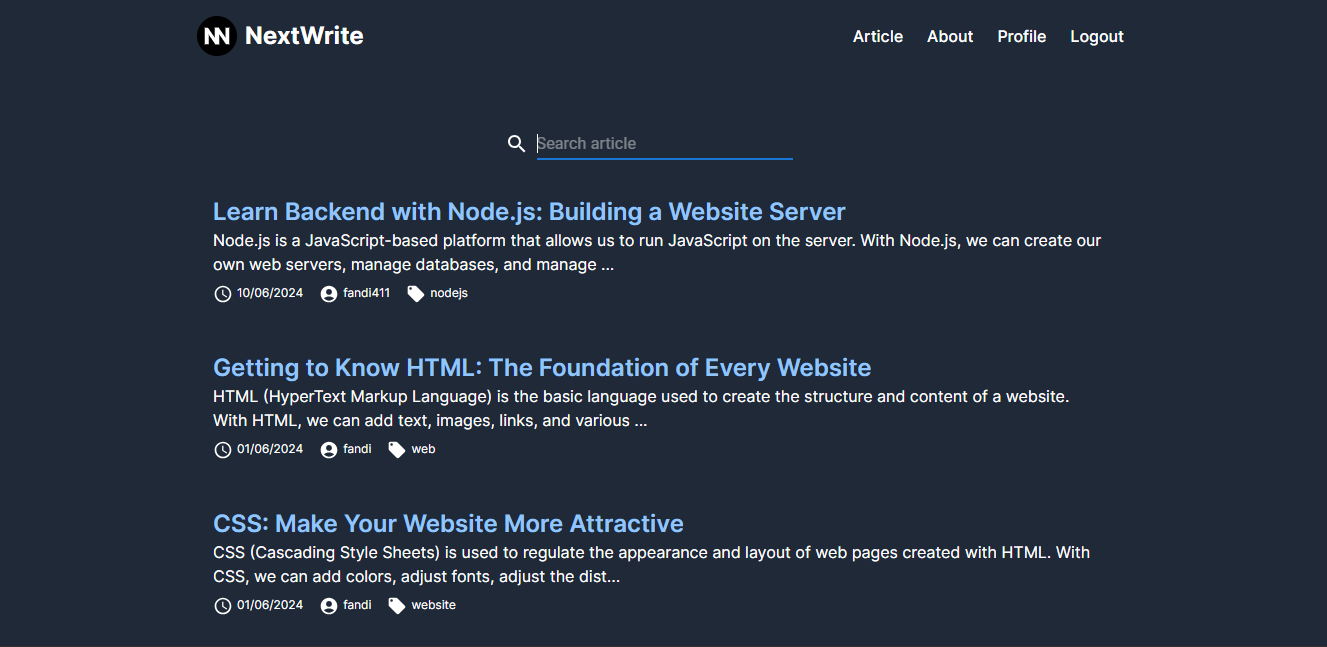 NN NextWrite
Article About Profile Logout
Search article
Learn Backend with Node.js: Building a Website Server
Node.js is a JavaScript-based platform that allows us to run JavaScript on the server. With Node.js, we can create our
own web servers, manage databases, and manage ...
10/06/2024 fandi411 nodejs
Getting to Know HTML: The Foundation of Every Website
HTML (HyperText Markup Language) is the basic language used to create the structure and content of a website.
With HTML, we can add text, images, links, and various ...
01/06/2024 fandi web
CSS: Make Your Website More Attractive
CSS (Cascading Style Sheets) is used to regulate the appearance and layout of web pages created with HTML. With
CSS, we can add colors, adjust fonts, adjust the dist...
01/06/2024 fandi website